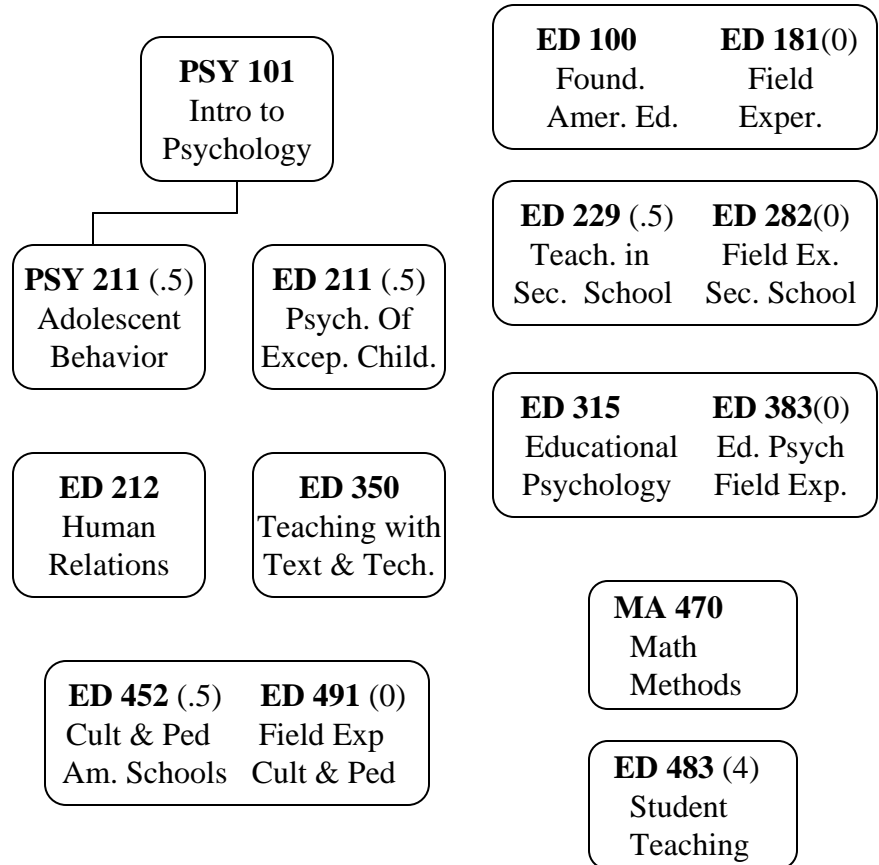 PSY 101
Intro to
Psychology
ED 100 ED 181(0)
Found. Field
Amer. Ed. Exper.
ED 229 (.5) ED 282(0)
Teach. in Field Ex.
Sec. School Sec. School
PSY 211 (.5)
Adolescent
Behavior
ED 211 (.5)
Psych. Of
Excep. Child.
ED 315 ED 383(0)
Educational Ed. Psych
Psychology Field Exp.
ED 212
Human
Relations
ED 350
Teaching with
Text & Tech.
MA 470
Math
Methods
ED 452 (.5) ED 491 (0)
Cult & Ped Field Exp
Am. Schools Cult & Ped
ED 483 (4)
Student
Teaching